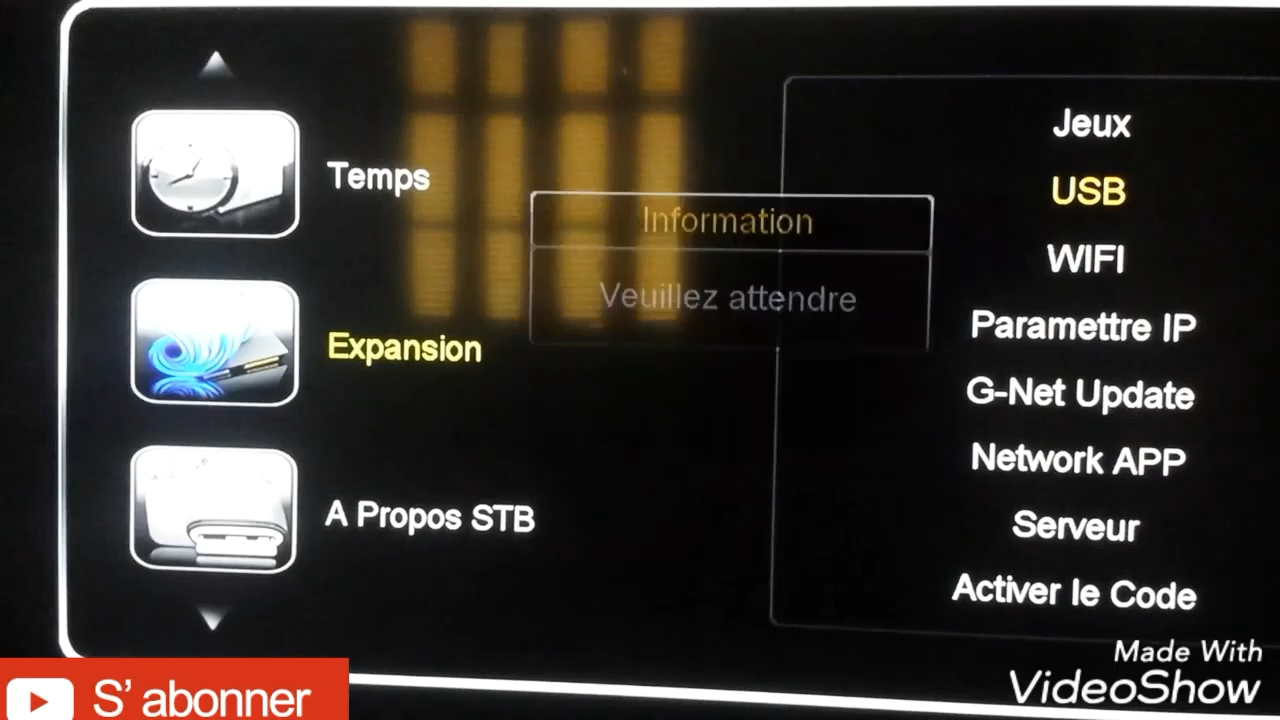 Temps
Expansion
A Propos STB
Information
Veuillez attendre
Jeux
USB
WIFI
Paramettre IP
G-Net Update
Network APP
Serveur
Activer le Code
S' abonner
Made With
VideoShow